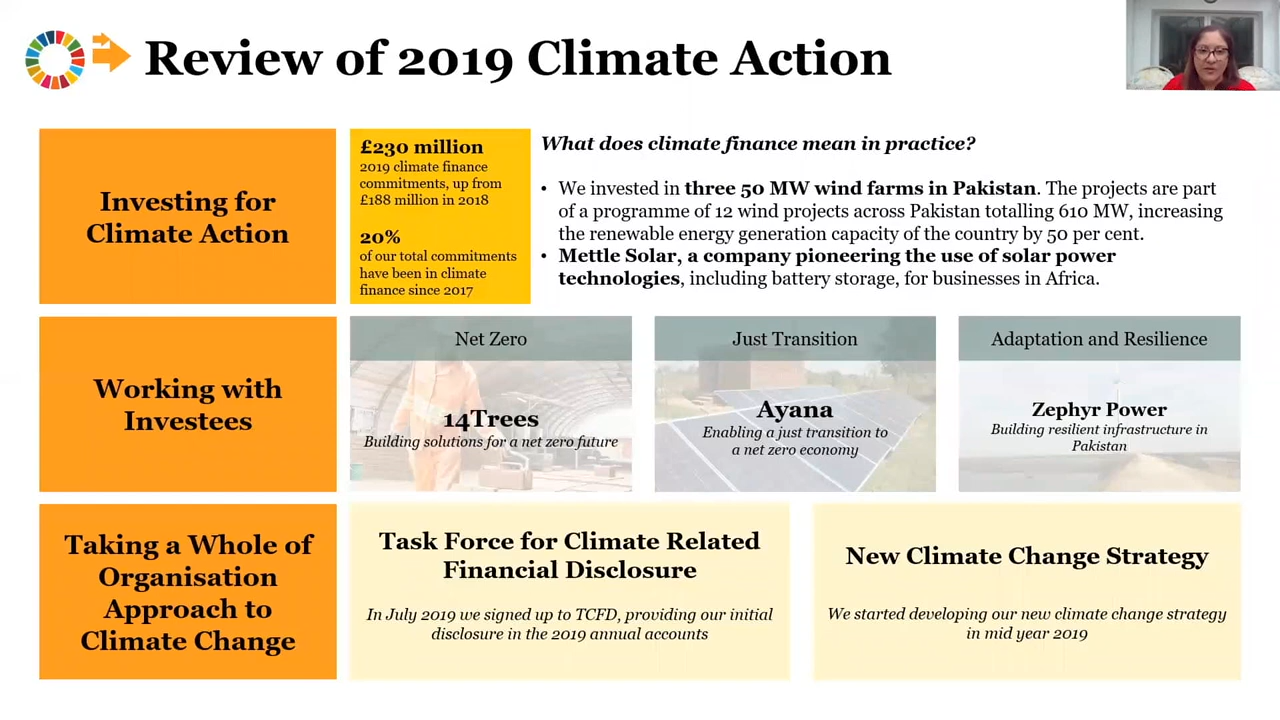 Review of 2019 Climate Action
Investing for
Climate Action
£230 million
2019 climate finance
commitments, up from
£188 million in 2018
20%
of our total commitments
have been in climate
finance since 2017
What does climate finance mean in practice?
• We invested in three 50 MW wind farms in Pakistan. The projects are part
of a programme of 12 wind projects across Pakistan totalling 610 MW, increasing
the renewable energy generation capacity of the country by 50 per cent.
• Mettle Solar, a company pioneering the use of solar power
technologies, including battery storage, for businesses in Africa.
Working with
Investees
Net Zero
14Trees
Building solutions for a net zero future
Just Transition
Ayana
Enabling a just transition to
a net zero economy
Adaptation and Resilience
Zephyr Power
Building resilient infrastructure in
Pakistan
Taking a Whole of
Organisation
Approach to
Climate Change
Task Force for Climate Related
Financial Disclosure
In July 2019 we signed up to TCFD, providing our initial
disclosure in the 2019 annual accounts
New Climate Change Strategy
We started developing our new climate change strategy
in mid year 2019